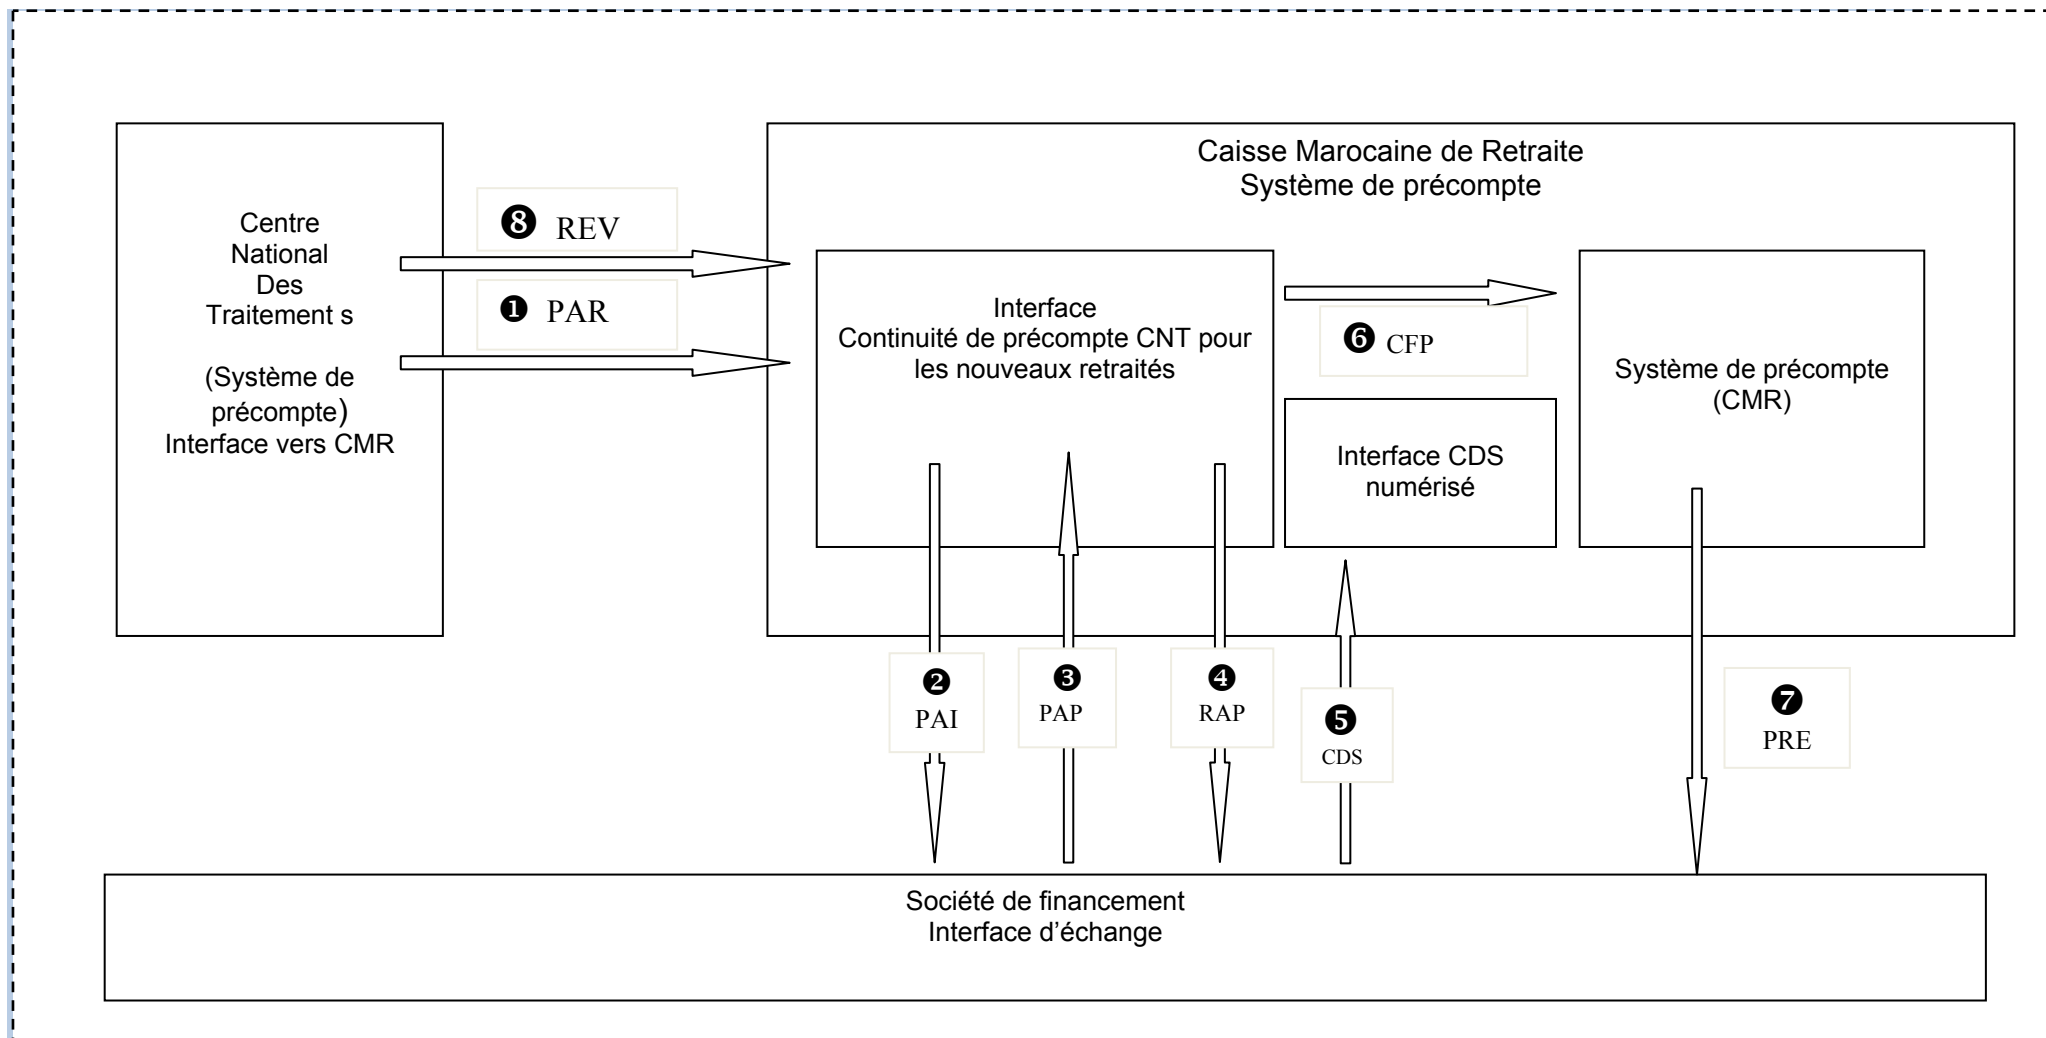 Caisse Marocaine de Retraite
Système de précompte
Centre
National
Des
Traitement s
(Système de
précompte)
Interface vers CMR
❽ REV
❶ PAR
Interface
Continuité de précompte CNT pour
les nouveaux retraités
❻ CFP
Interface CDS
numérisé
Système de précompte
(CMR)
❷
PAI
❸
PAP
❹
RAP
❺
CDS
❼
PRE
Société de financement
Interface d’échange